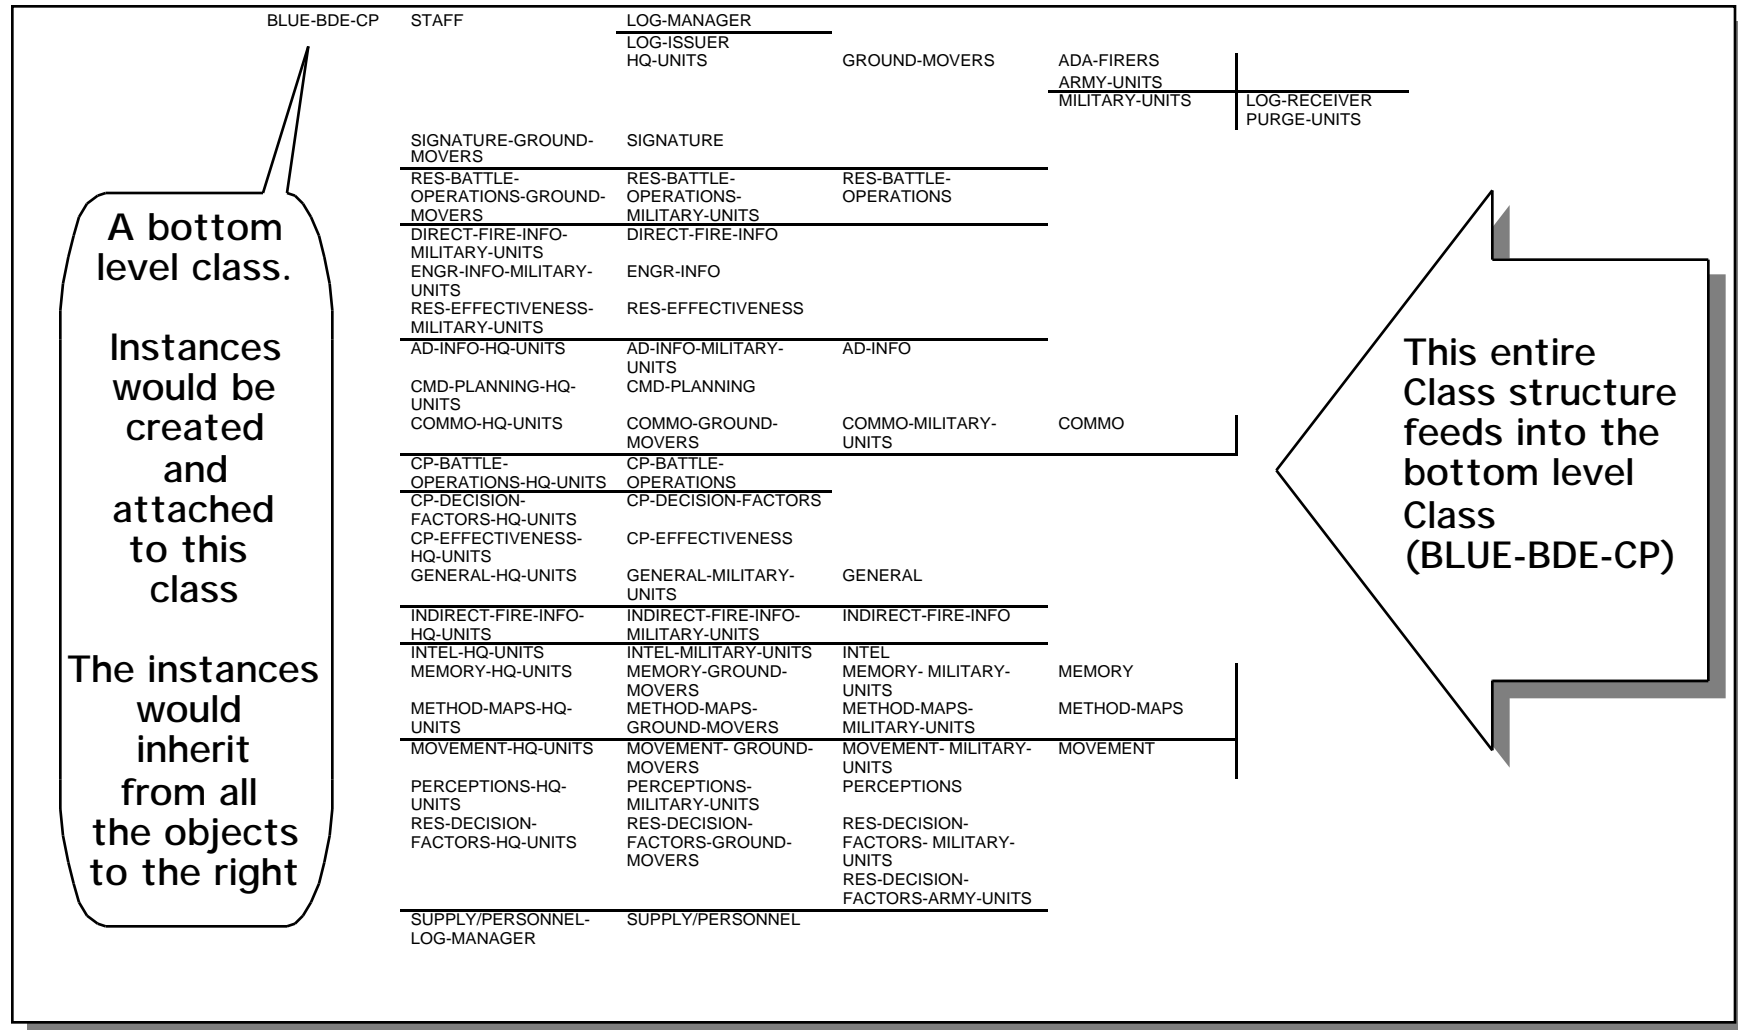 BLUE-BDE-CP STAFF LOG-MANAGER
LOG-ISSUER
HQ-UNITS GROUND-MOVERS ADA-FIRERS
ARMY-UNITS
MILITARY-UNITS LOG-RECEIVER
PURGE-UNITS
SIGNATURE-GROUND- SIGNATURE
MOVERS
RES-BATTLE- RES-BATTLE- RES-BATTLE-
OPERATIONS-GROUND- OPERATIONS- OPERATIONS
MOVERS MILITARY-UNITS
DIRECT-FIRE-INFO- DIRECT-FIRE-INFO
MILITARY-UNITS
ENGR-INFO-MILITARY- ENGR-INFO
UNITS
RES-EFFECTIVENESS- RES-EFFECTIVENESS
MILITARY-UNITS
AD-INFO-HQ-UNITS AD-INFO-MILITARY- AD-INFO
UNITS
CMD-PLANNING-HQ- CMD-PLANNING
UNITS
COMMO-HQ-UNITS COMMO-GROUND- COMMO-MILITARY- COMMO
MOVERS UNITS
CP-BATTLE- CP-BATTLE-
OPERATIONS-HQ-UNITS OPERATIONS
CP-DECISION- CP-DECISION-FACTORS
FACTORS-HQ-UNITS
CP-EFFECTIVENESS- CP-EFFECTIVENESS
HQ-UNITS
GENERAL-HQ-UNITS GENERAL-MILITARY- GENERAL
UNITS
INDIRECT-FIRE-INFO- INDIRECT-FIRE-INFO- INDIRECT-FIRE-INFO
HQ-UNITS MILITARY-UNITS
INTEL-HQ-UNITS INTEL-MILITARY-UNITS INTEL
MEMORY-HQ-UNITS MEMORY-GROUND- MEMORY- MILITARY- MEMORY
MOVERS UNITS
METHOD-MAPS-HQ- METHOD-MAPS- METHOD-MAPS- METHOD-MAPS
UNITS GROUND-MOVERS MILITARY-UNITS
MOVEMENT-HQ-UNITS MOVEMENT- GROUND- MOVEMENT- MILITARY- MOVEMENT
MOVERS UNITS
PERCEPTIONS-HQ- PERCEPTIONS- PERCEPTIONS
UNITS MILITARY-UNITS
RES-DECISION- RES-DECISION- RES-DECISION-
FACTORS-HQ-UNITS FACTORS-GROUND- FACTORS- MILITARY-
MOVERS UNITS
RES-DECISION-
FACTORS-ARMY-UNITS
SUPPLY/PERSONNEL- SUPPLY/PERSONNEL
LOG-MANAGER
A bottom
level class.
Instances
would be
created
and
attached
to this
class
The instances
would
inherit
from all
the objects
to the right
This entire
Class structure
feeds into the
bottom level
Class
(BLUE-BDE-CP)